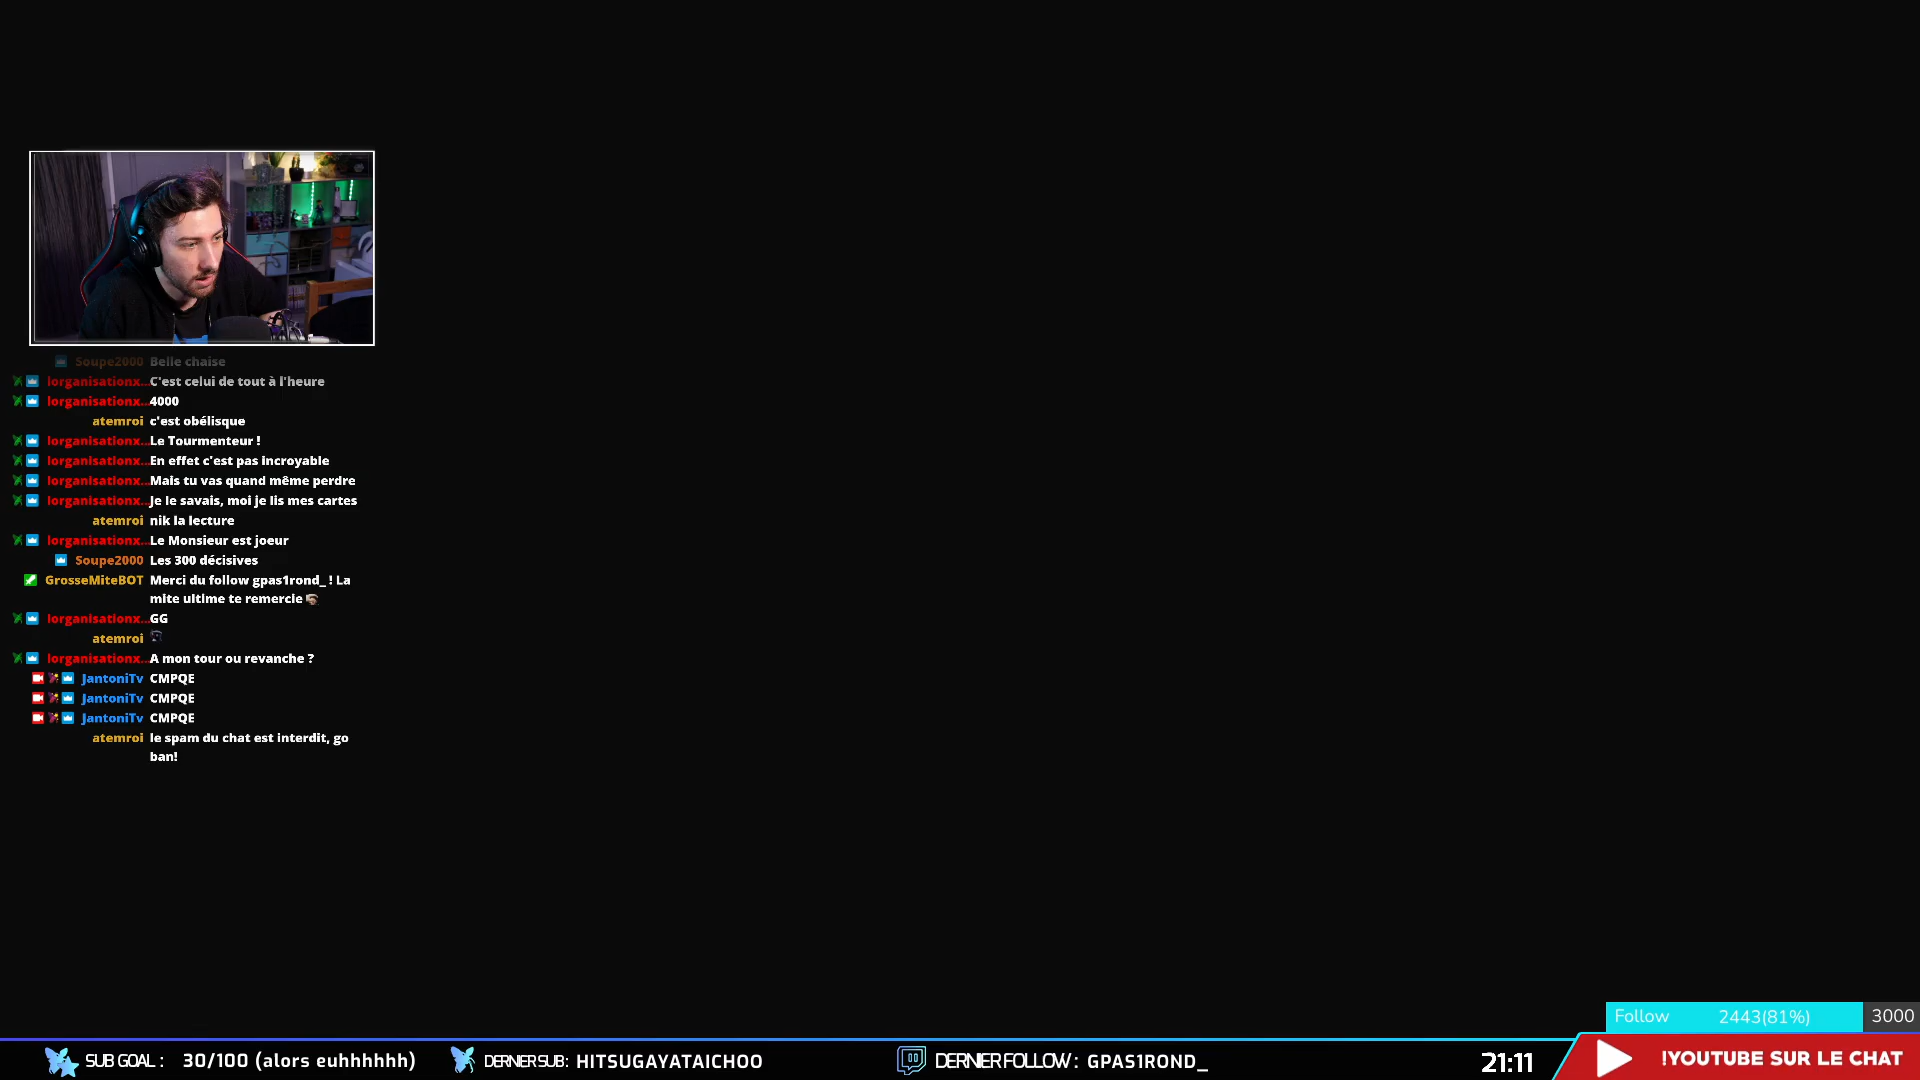 Soupe2000 Belle chaise
lorganisationx... C'est celui de tout à l'heure
lorganisationx... 4000
atemroi c'est obélisque
lorganisationx... Le Tourmenteur !
lorganisationx... En effet c'est pas incroyable
lorganisationx... Mais tu vas quand même perdre
lorganisationx... Je le savais, moi je lis mes cartes
atemroi nik la lecture
lorganisationx... Le Monsieur est joeur
Soupe2000 Les 300 décisives
GrosseMiteBOT Merci du follow gpas1rond_ ! La
mite ultime te remercie
lorganisationx... GG
atemroi
lorganisationx... A mon tour ou revanche ?
JantoniTv CMPQE
JantoniTv CMPQE
JantoniTv CMPQE
atemroi le spam du chat est interdit, go
ban!
Follow 2443(81%) 3000
SUB GOAL : 30/100 (alors euhhhhhh) DERNIER SUB : HITSUGAYATAICHOO DERNIER FOLLOW : GPAS1ROND_ 21:11 !YOUTUBE SUR LE CHAT